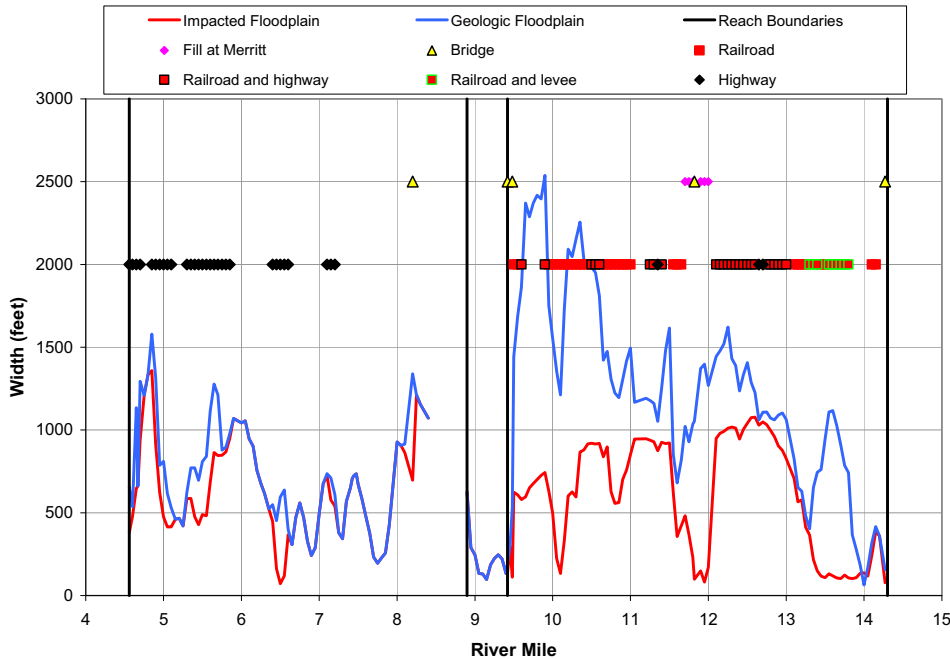 Impacted Floodplain Geologic Floodplain Reach Boundaries
Fill at Merritt Bridge Railroad
Railroad and highway Railroad and levee Highway
3000
2500
2000
1500
1000
500
0
Width (feet)
4 5 6 7 8 9 10 11 12 13 14 15
River Mile